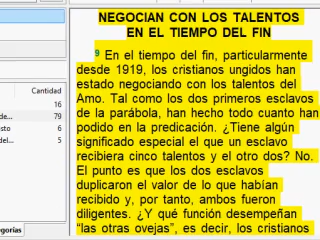 NEGOCIAN CON LOS TALENTOS
EN EL TIEMPO DEL FIN
9 En el tiempo del fin, particularmente
desde 1919, los cristianos ungidos han
estado negociando con los talentos del
Amo. Tal como los dos primeros esclavos
de la parábola, han hecho todo cuanto han
podido en la predicación. ¿Tiene algún
significado especial el que un esclavo
recibiera cinco talentos y el otro dos? No.
El punto es que los dos esclavos
duplicaron el valor de lo que habían
recibido y, por tanto, ambos fueron
diligentes. ¿Y qué función desempeñan
“las otras ovejas”, es decir, los cristianos
Cantidad
16
de... 79
sto 6
del... 5
egorías